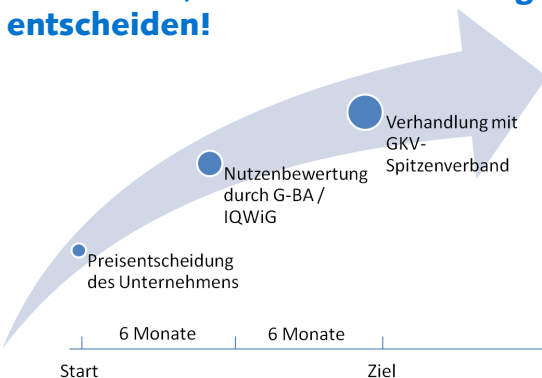 entscheiden!
Verhandlung mit
GKV-
Spitzenverband
Nutzenbewertung
durch G-BA /
IQWiG
Preisentscheidung
des Unternehmens
6 Monate 6 Monate
Start Ziel